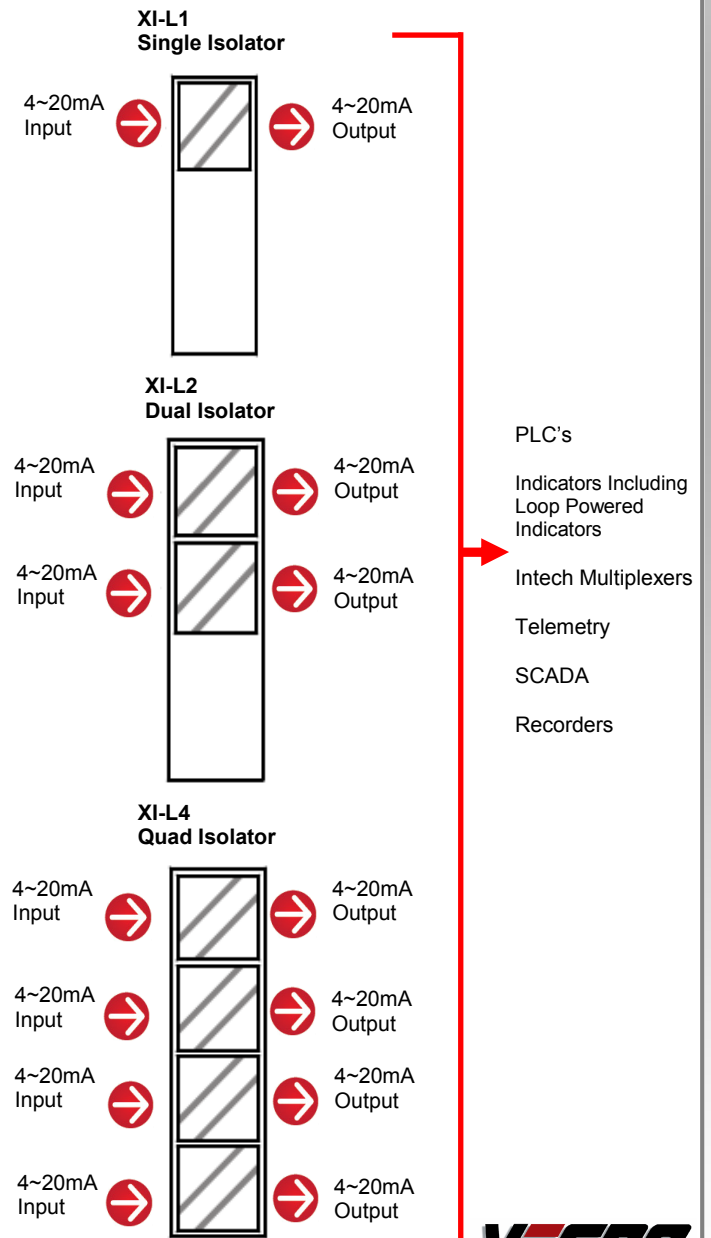 XI-L1
Single Isolator
4~20mA
Input
4~20mA
Output
XI-L2
Dual Isolator
4~20mA
Input
4~20mA
Output
4~20mA
Input
4~20mA
Output
PLC's
Indicators Including
Loop Powered
Indicators
Intech Multiplexers
Telemetry
SCADA
Recorders
XI-L4
Quad Isolator
4~20mA
Input
4~20mA
Output
4~20mA
Input
4~20mA
Output
4~20mA
Input
4~20mA
Output
4~20mA
Input
4~20mA
Output